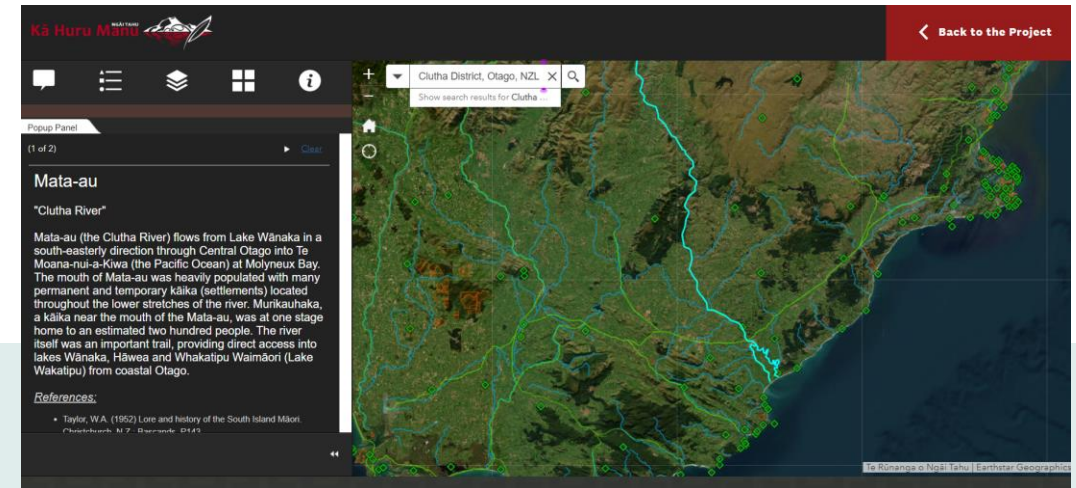 Kā Huru Manu
NGĀI TAHU
Back to the Project
Clutha District, Otago, NZL
Show search results for Clutha ...
Popup Panel
(1 of 2)
Clear
Mata-au
"Clutha River"
Mata-au (the Clutha River) flows from Lake Wānaka in a
south-easterly direction through Central Otago into Te
Moana-nui-a-Kiwa (the Pacific Ocean) at Molyneux Bay.
The mouth of Mata-au was heavily populated with many
permanent and temporary kāika (settlements) located
throughout the lower stretches of the river. Murikauhaka,
a kāika near the mouth of the Mata-au, was at one stage
home to an estimated two hundred people. The river
itself was an important trail, providing direct access into
lakes Wānaka, Hāwea and Whakatipu Waimāori (Lake
Wakatipu) from coastal Otago.
References:
• Taylor, W.A. (1952) Lore and history of the South Island Māori.
Christchurch, N.Z.: Bascands. P143
Te Rūnanga o Ngāi Tahu | Earthstar Geographics